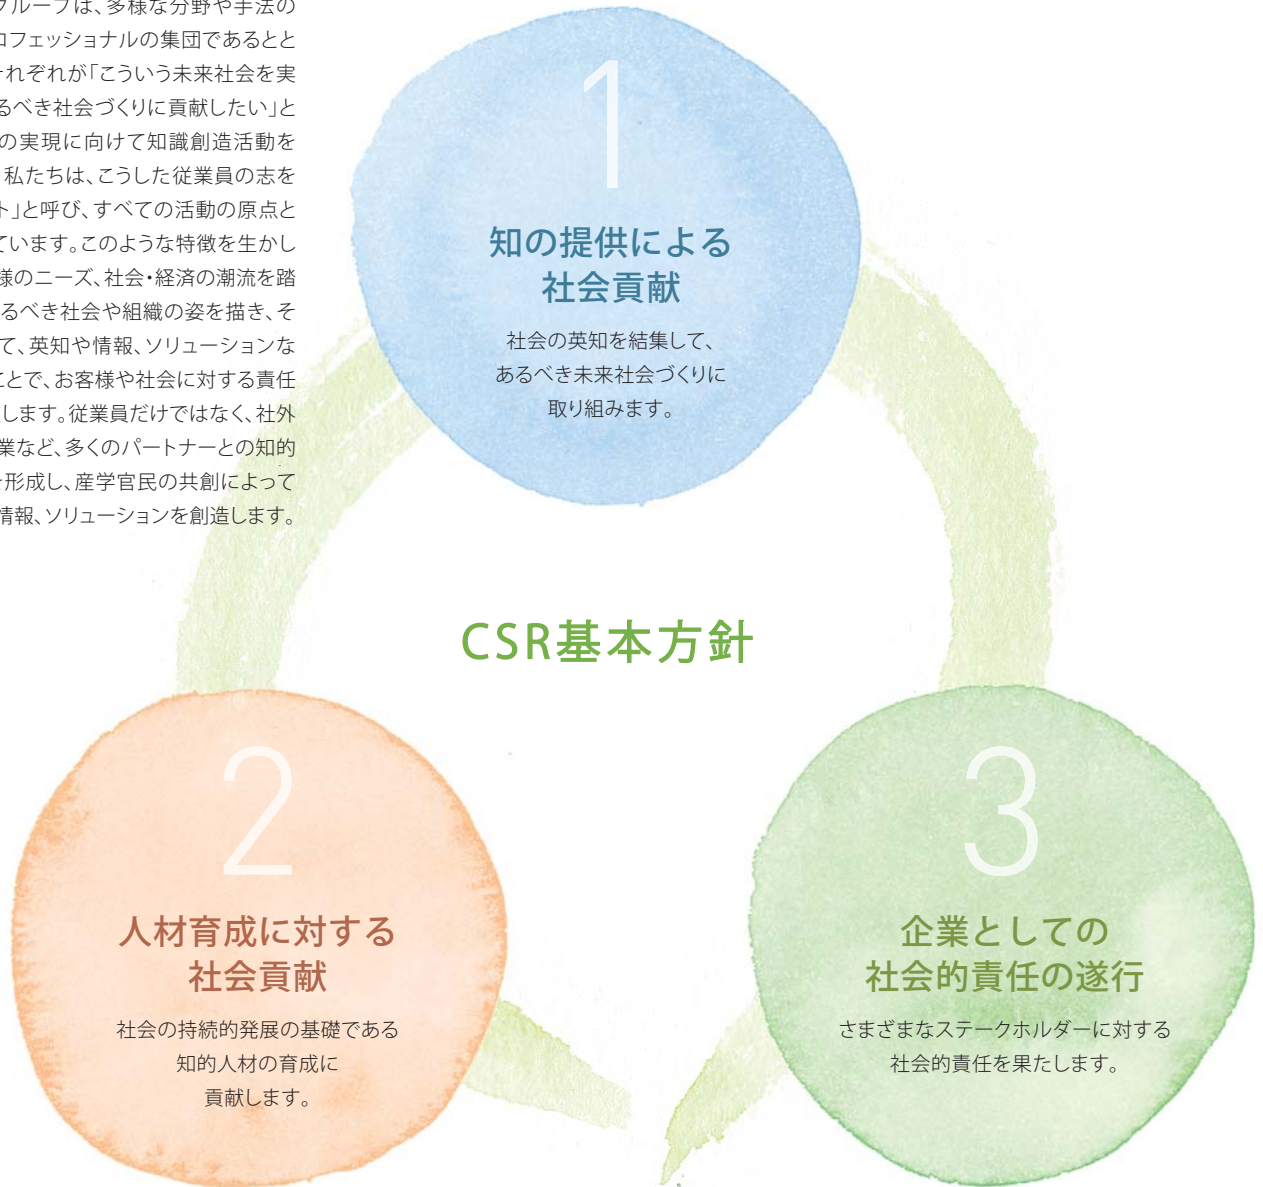 グループは、多様な分野や手法の
ロフェッショナルの集団であるとと
それぞれが「こういう未来社会を実
るべき社会づくりに貢献したい」と
の実現に向けて知識創造活動を
私たちは、こうした従業員の志を
ト」と呼び、すべての活動の原点と
ています。このような特徴を生かし
様のニーズ、社会・経済の潮流を踏
るべき社会や組織の姿を描き、そ
て、英知や情報、ソリューションな
ことで、お客様や社会に対する責任
します。従業員だけではなく、社外
業など、多くのパートナーとの知的
形成し、産学官民の共創によって
情報、ソリューションを創造します。
1
知の提供による
社会貢献
社会の英知を結集して、
あるべき未来社会づくりに
取り組みます。
CSR基本方針
2
人材育成に対する
社会貢献
社会の持続的発展の基礎である
知的人材の育成に
貢献します。
3
企業としての
社会的責任の遂行
さまざまなステークホルダーに対する
社会的責任を果たします。